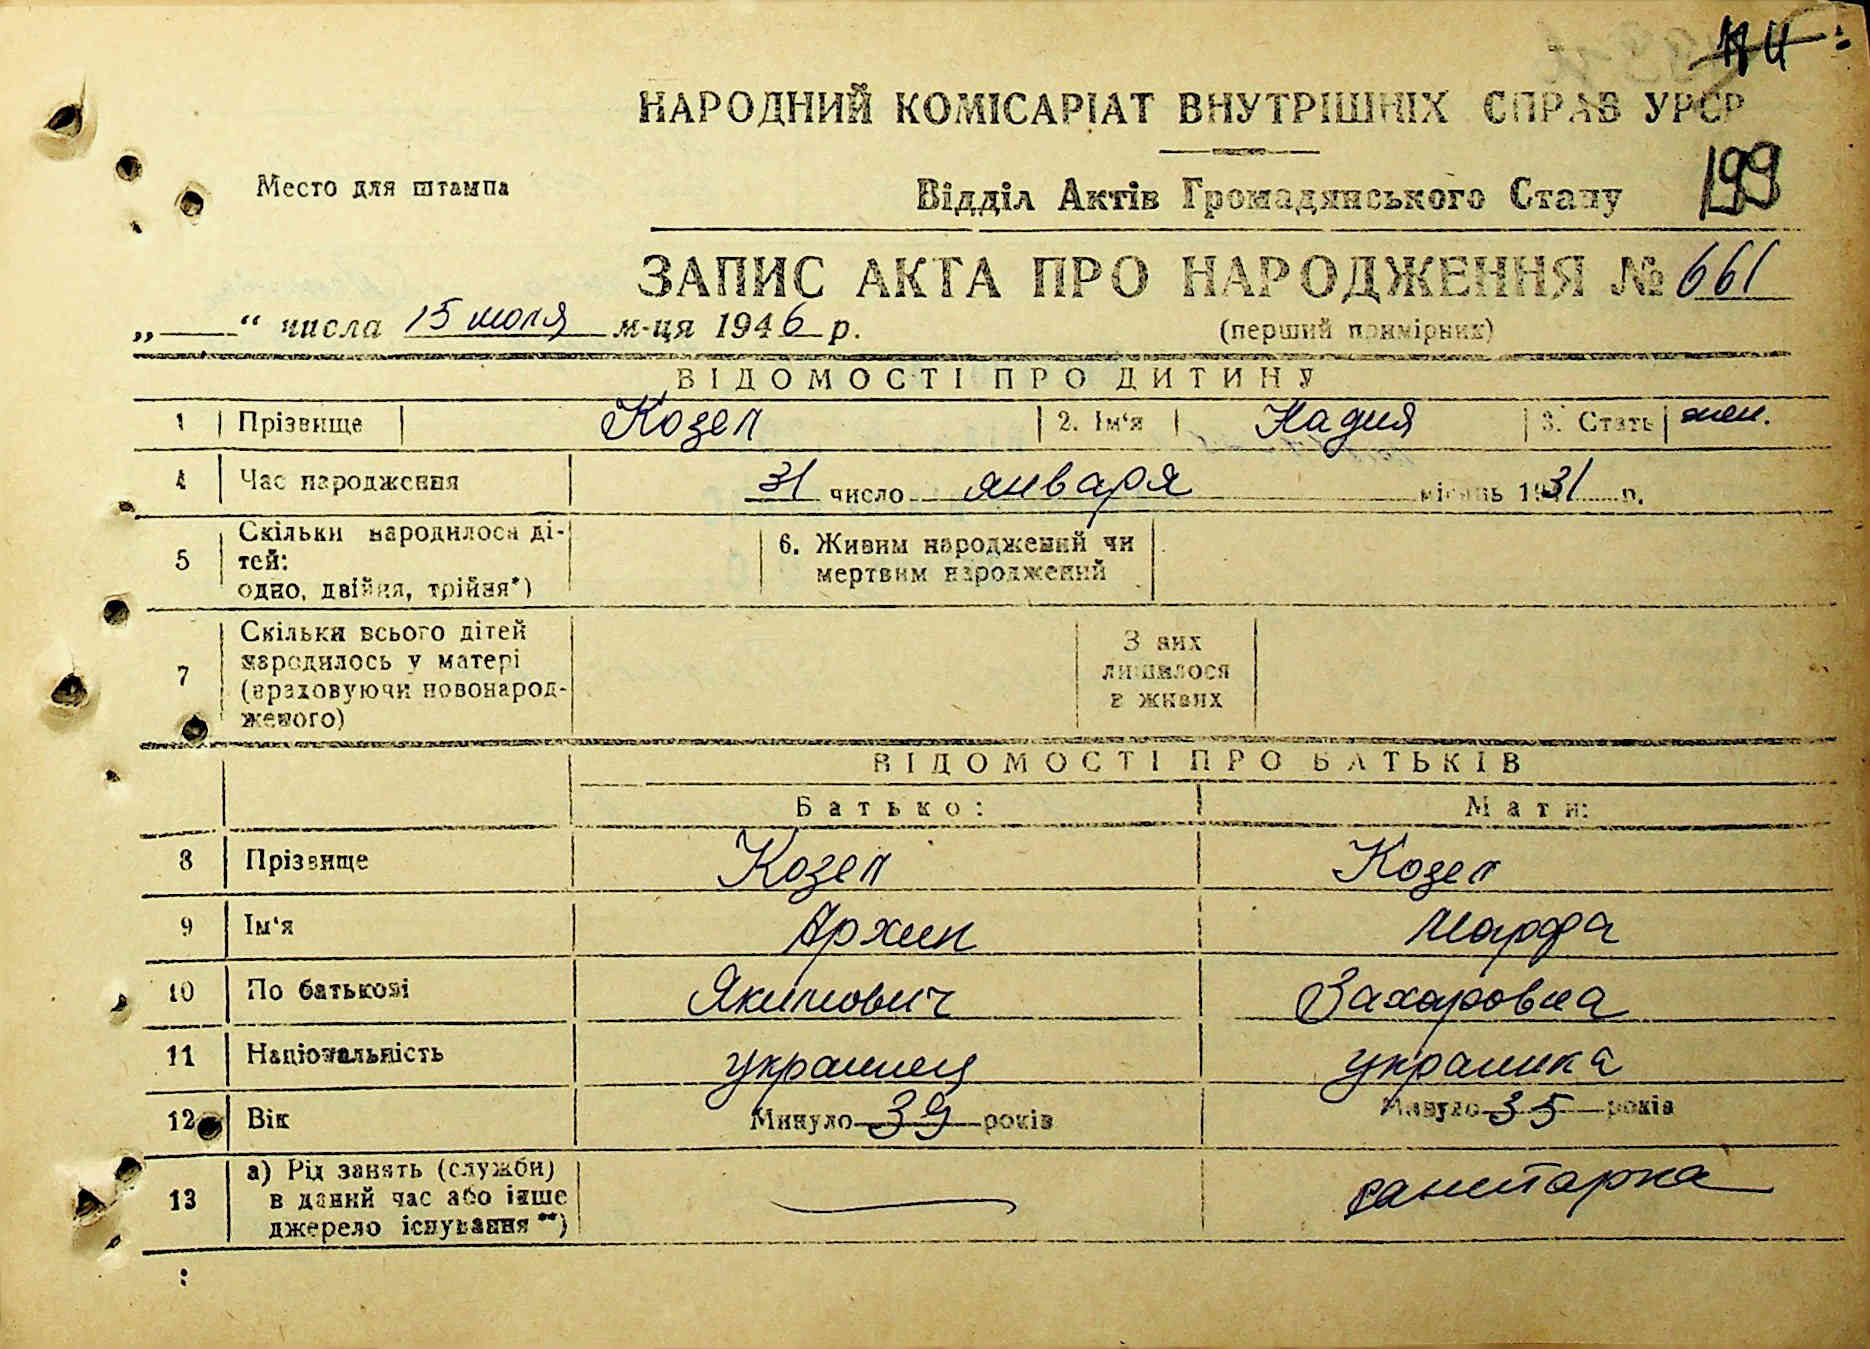 НИ
НАРОДНИЙ КОМІСАРІАТ ВНУТРІШНІХ СПРАВ УРСР
Место для штампа
Відділ Актів Громадянського Стану 199
ЗАПИС АКТА ПРО НАРОДЖЕННЯ № 661
„——“ числа 15 июля м-ця 1946 р. (перший примірник)
ВІДОМОСТІ ПРО ДИТИНУ
1 Прізвище Козел 2. Ім‘я Надия 3. Стать жен.
4 Час народження 31 число января місяць 1931 р.
5 Скільки народилося ді-
тей:
одно, двійня, трійня*)
6. Живим народжений чи
мертвим народжений
7 Скільки всього дітей
народилось у матері
(враховуючи новонарод-
женого)
З них
лишилося
в живих
ВІДОМОСТІ ПРО БАТЬКІВ
Батько: Мати:
8 Прізвище Козел Козел
9 Ім‘я Архип Марфа
10 По батькові Якимович Захаровна
11 Національність украинец украинка
12 Вік Минуло 39 років Минуло 35 років
13 а) Рід занять (служби)
в даний час або інше
джерело існування**)
— санитарка